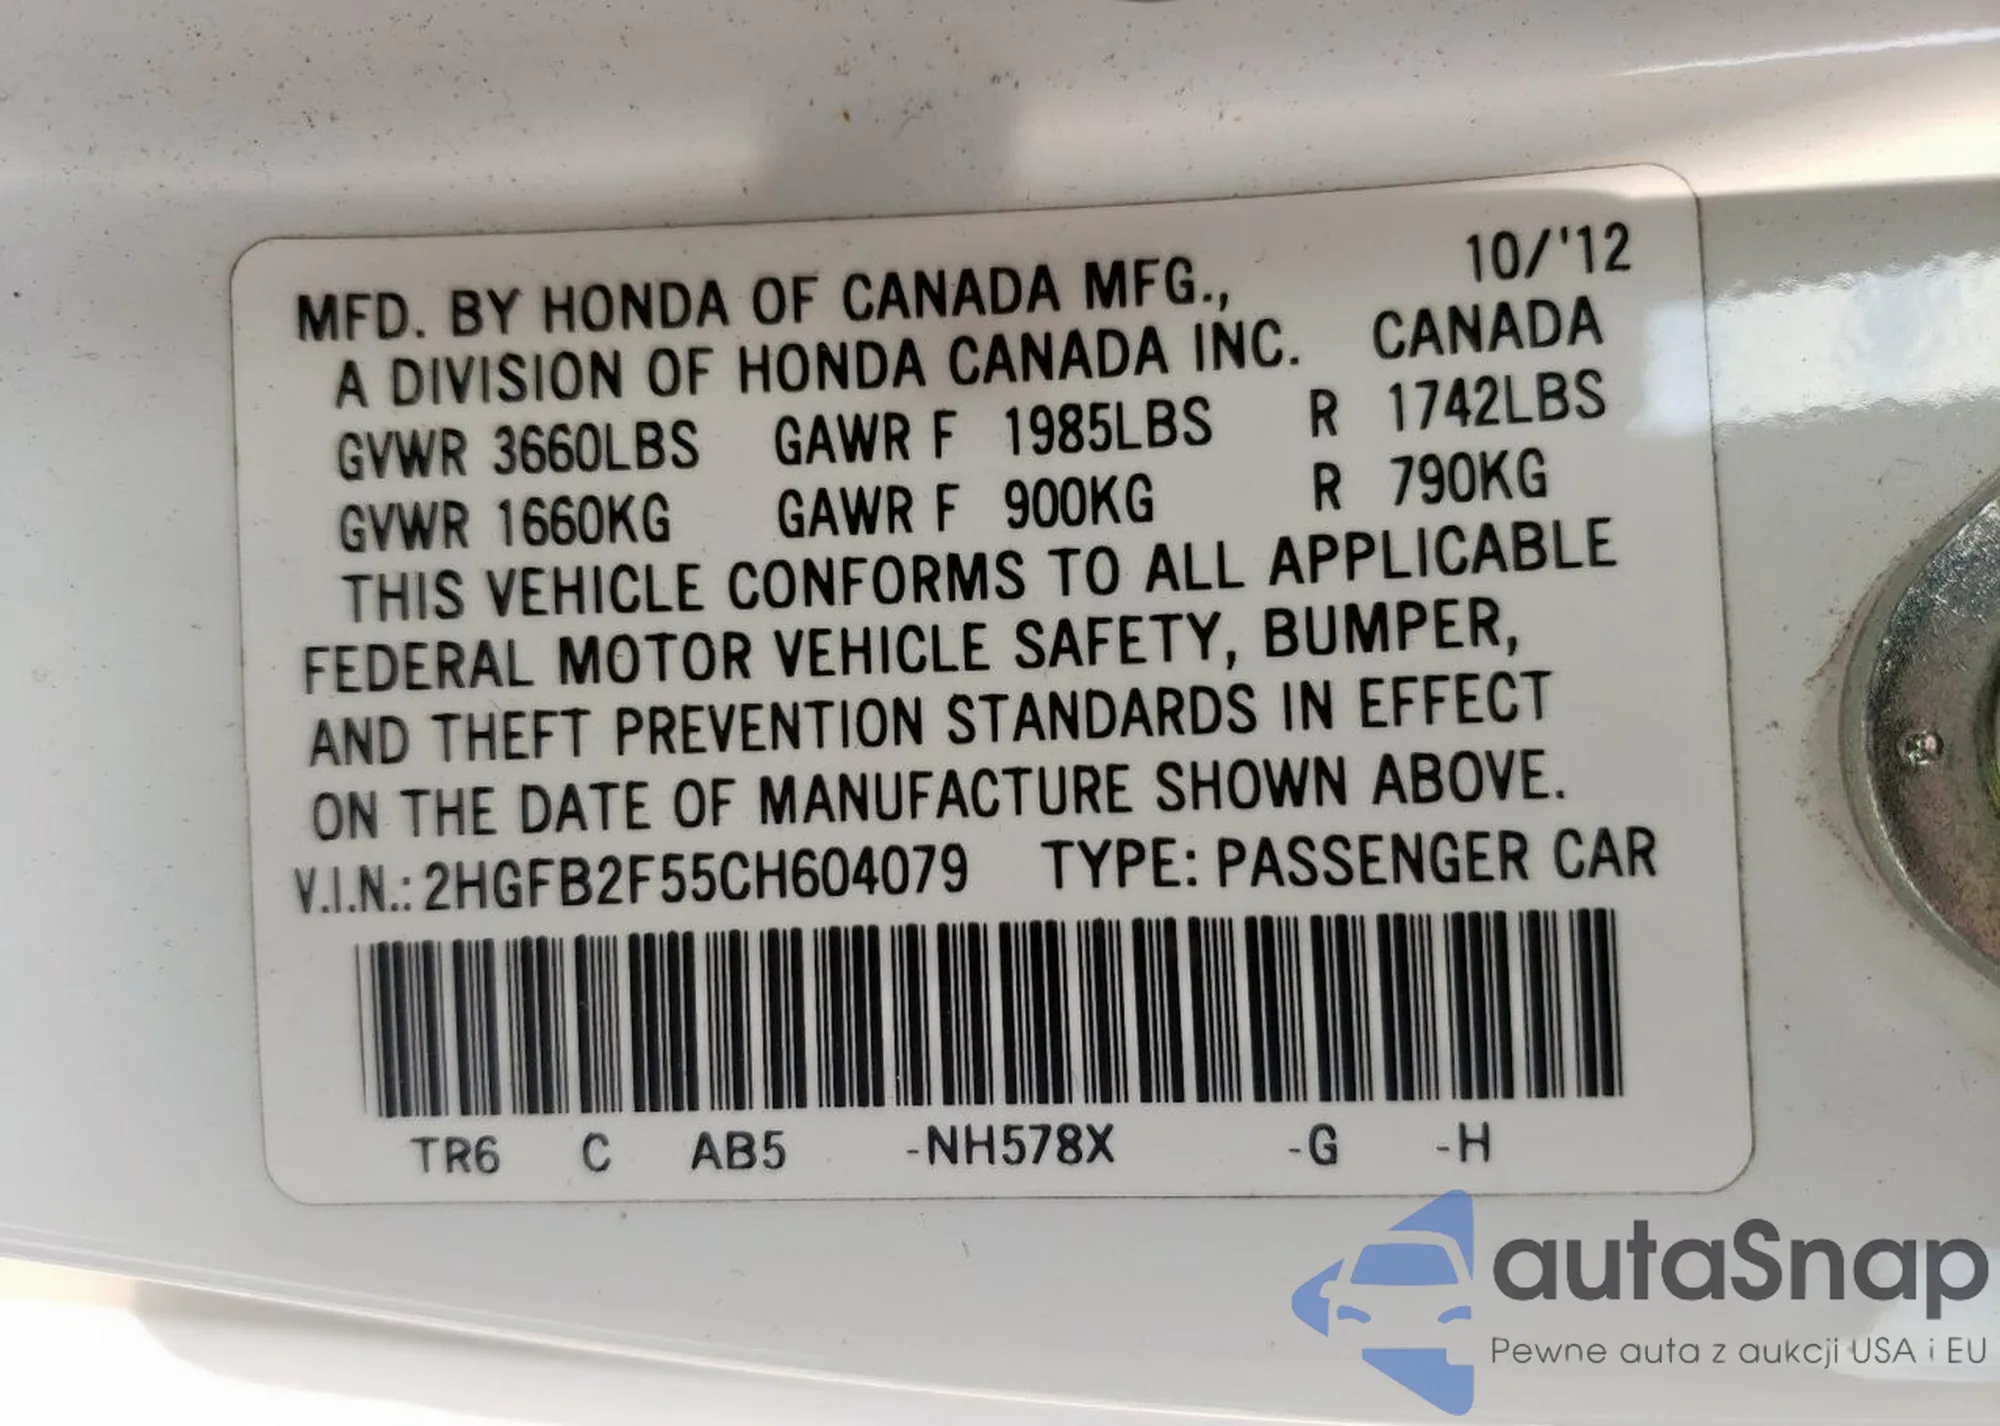 10/'12
MFD. BY HONDA OF CANADA MFG.,
A DIVISION OF HONDA CANADA INC. CANADA
GVWR 3660LBS GAWR F 1985LBS R 1742LBS
GVWR 1660KG GAWR F 900KG R 790KG
THIS VEHICLE CONFORMS TO ALL APPLICABLE
FEDERAL MOTOR VEHICLE SAFETY, BUMPER,
AND THEFT PREVENTION STANDARDS IN EFFECT
ON THE DATE OF MANUFACTURE SHOWN ABOVE.
V.I.N.: 2HGFB2F55CH604079 TYPE: PASSENGER CAR
TR6 C AB5 -NH578X -G -H
autaSnap
Pewne auta z aukcji USA i EU